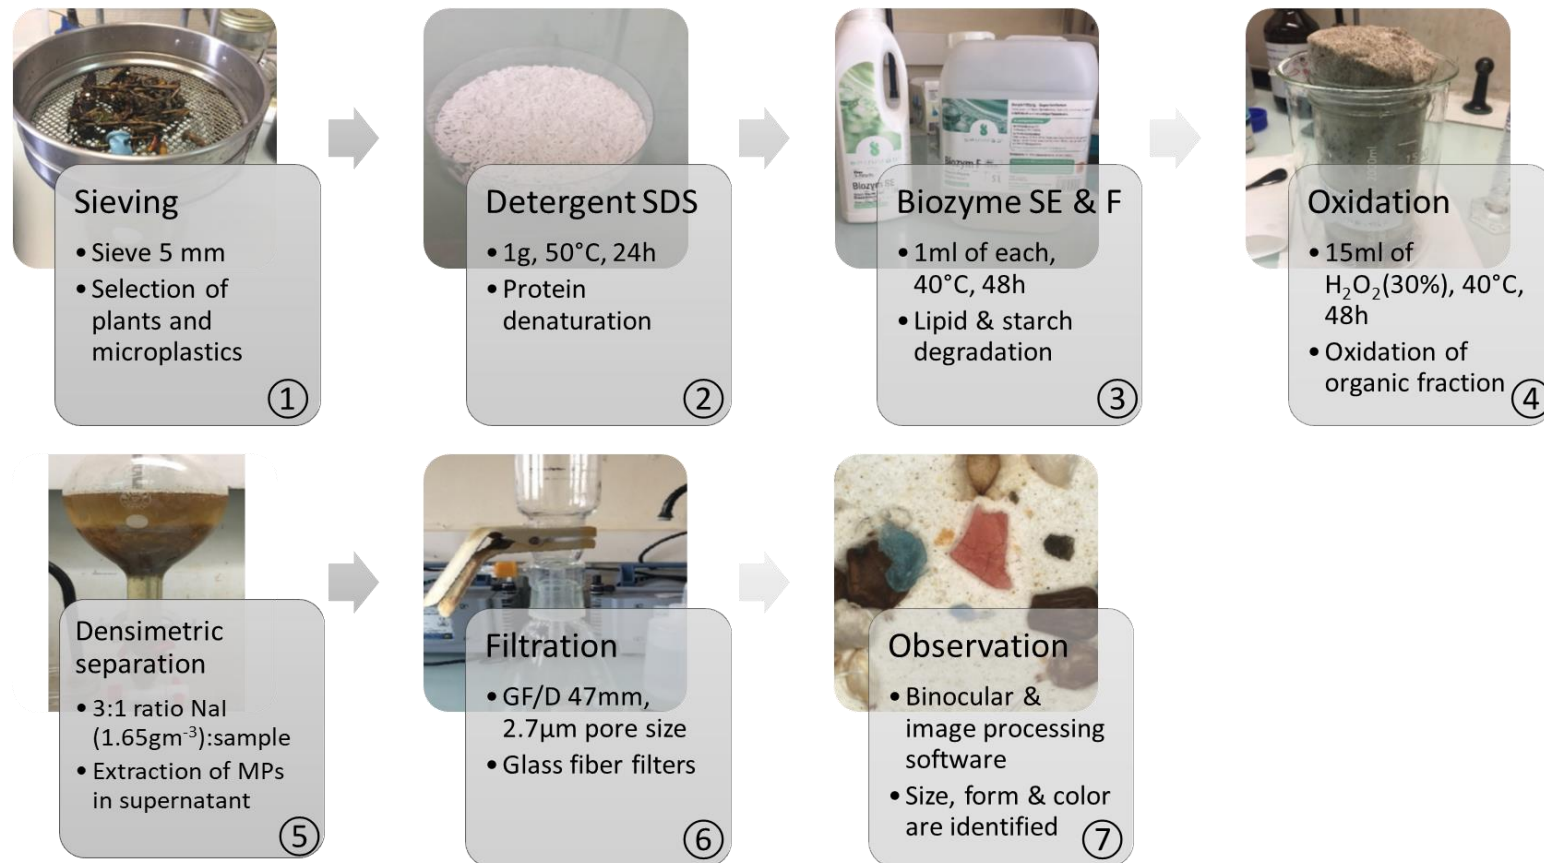 Sieving
• Sieve 5 mm
• Selection of
plants and
microplastics
①
Detergent SDS
• 1g, 50°C, 24h
• Protein
denaturation
②
Biozym SE
Biozym F
Biozyme SE & F
• 1ml of each,
40°C, 48h
• Lipid & starch
degradation
③
Oxidation
• 15ml of
H₂O₂(30%), 40°C,
48h
• Oxidation of
organic fraction
④
Densimetric
separation
• 3:1 ratio NaI
(1.65gm⁻³):sample
• Extraction of MPs
in supernatant
⑤
Filtration
• GF/D 47mm,
2.7µm pore size
• Glass fiber filters
⑥
Observation
• Binocular &
image processing
software
• Size, form & color
are identified
⑦